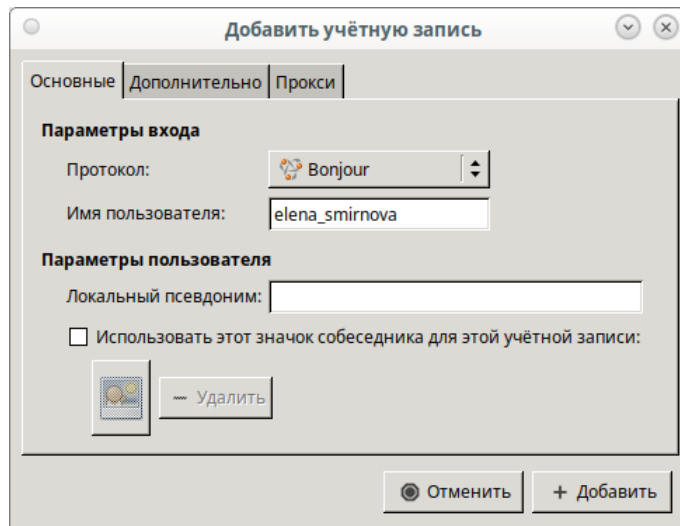 Добавить учётную запись
Основные Дополнительно Прокси
Параметры входа
Протокол: Bonjour
Имя пользователя: elena_smirnova
Параметры пользователя
Локальный псевдоним:
Использовать этот значок собеседника для этой учётной записи:
Удалить
Отменить Добавить